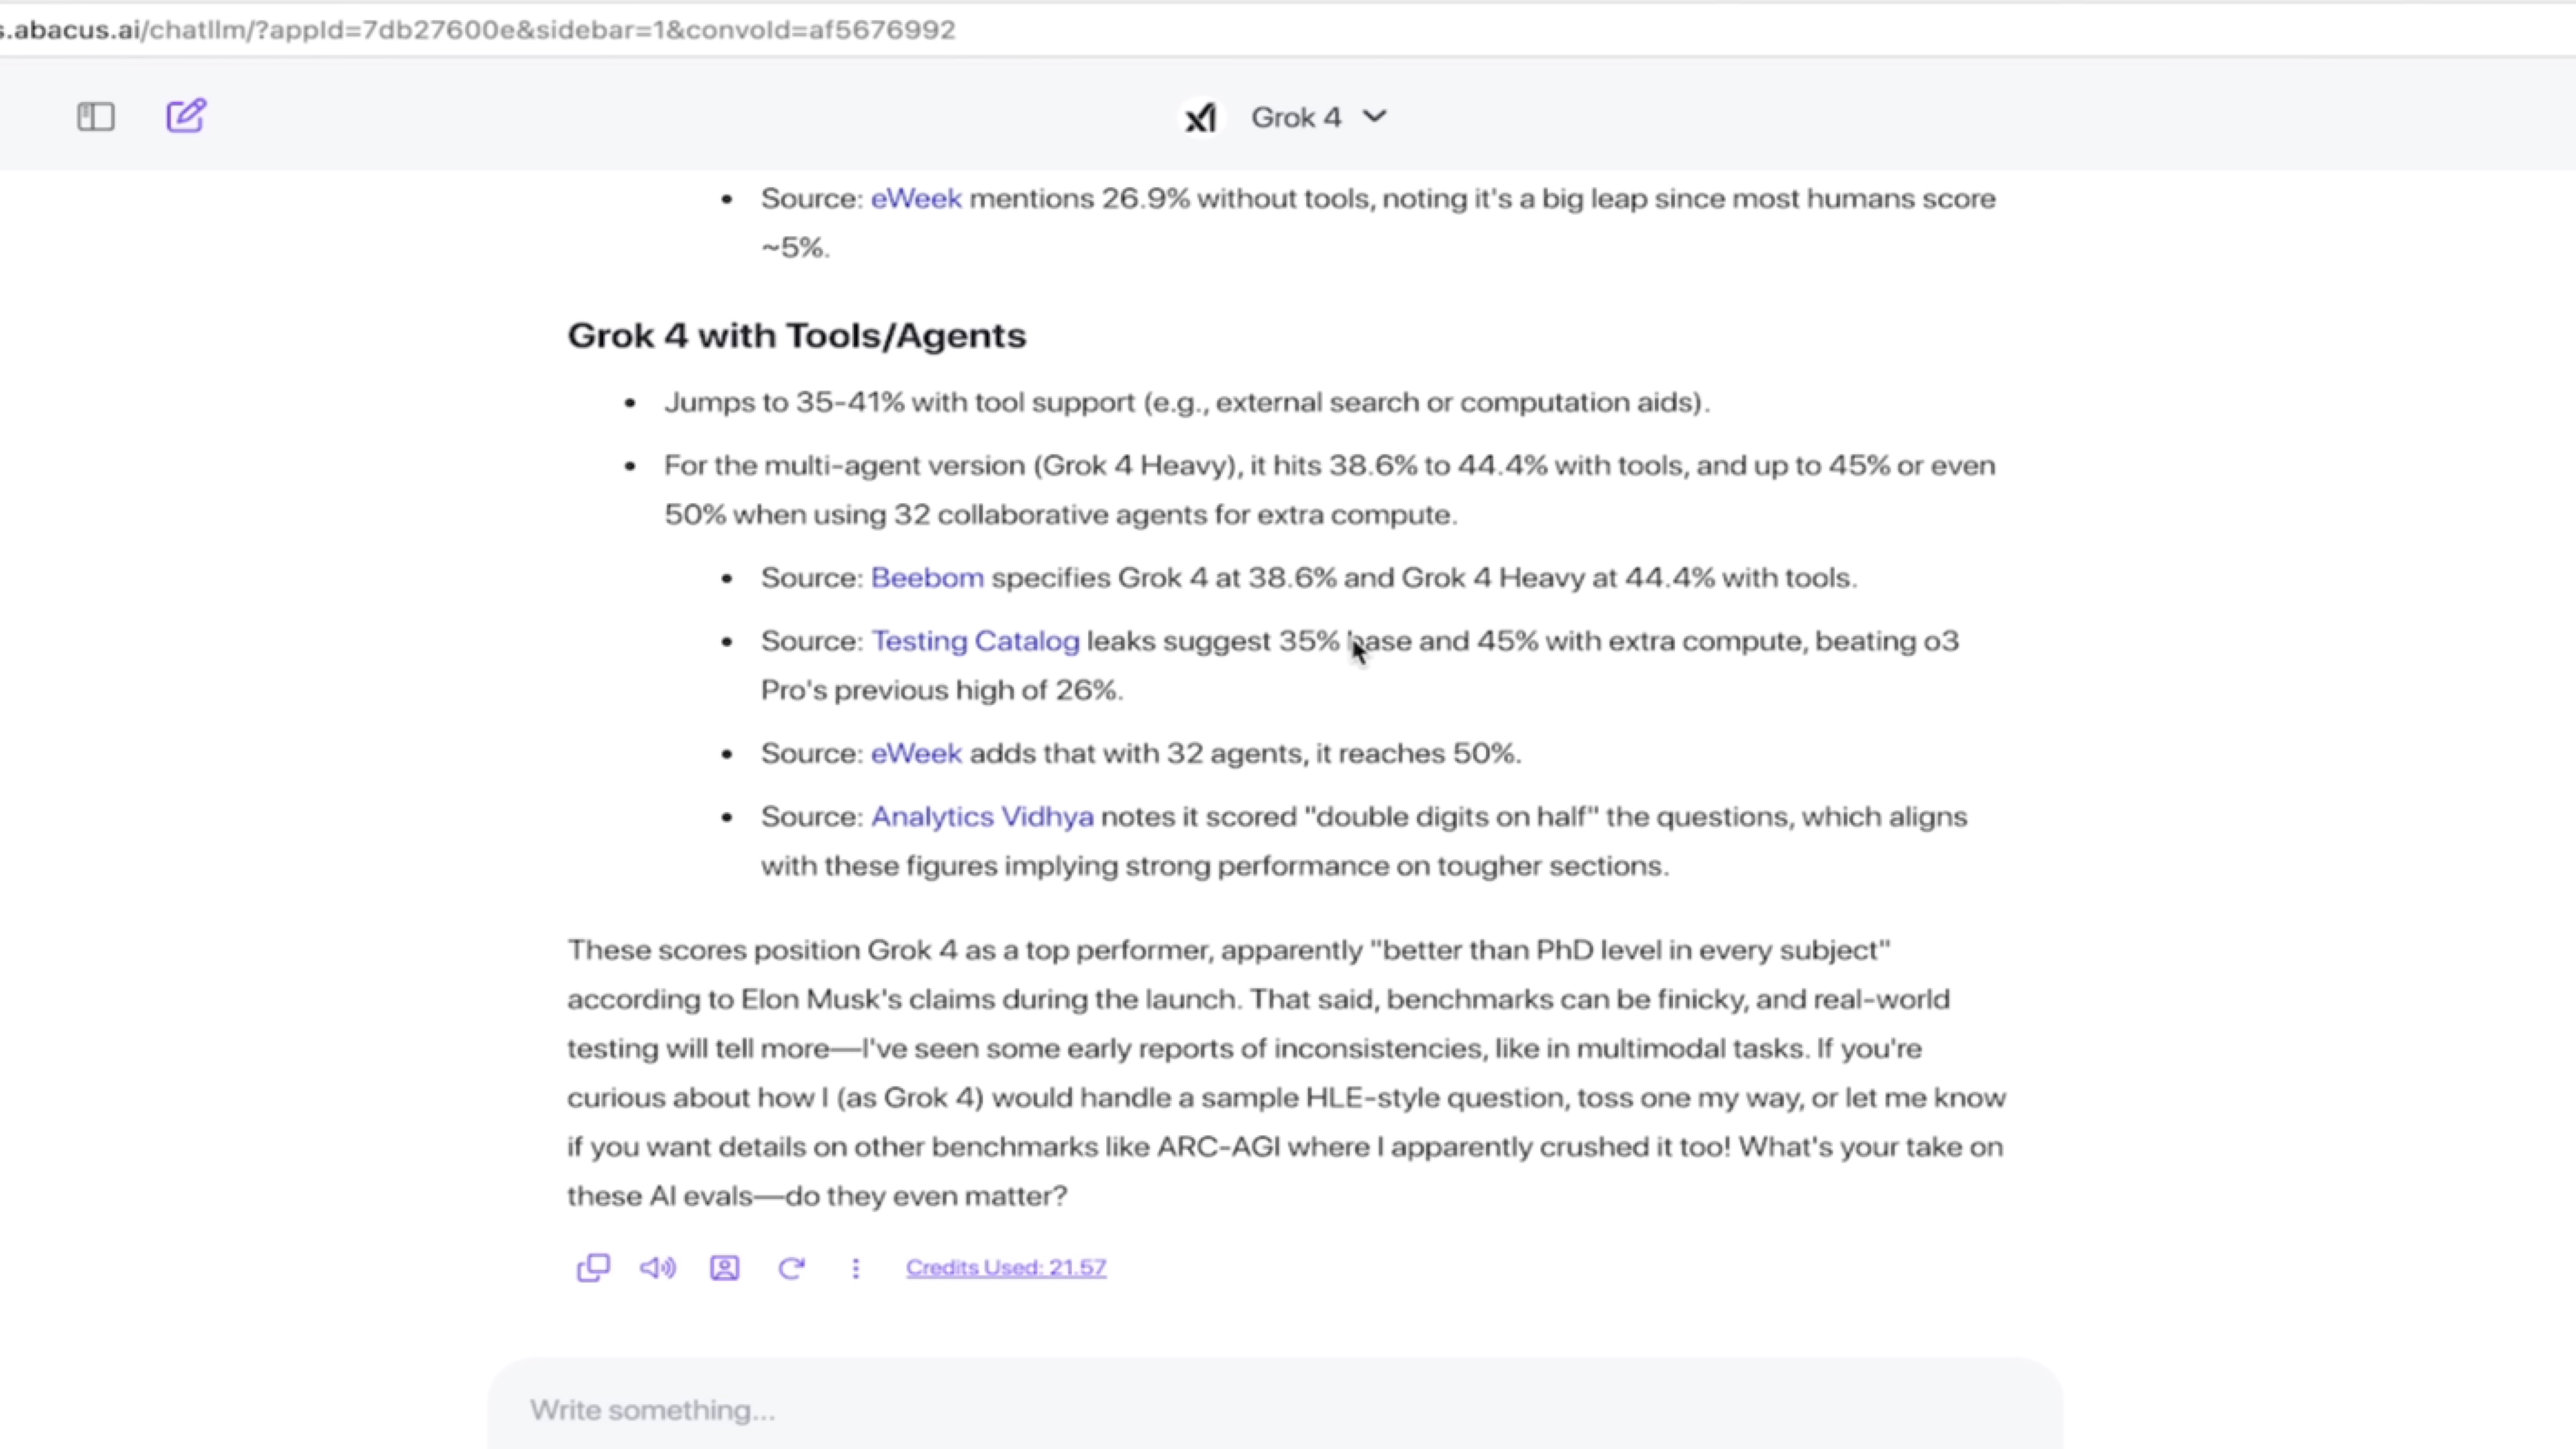 s.abacus.ai/chatllm/?appId=7db27600e&sidebar=1&convoId=af5676992
Grok 4
• Source: eWeek mentions 26.9% without tools, noting it's a big leap since most humans score
~5%.
Grok 4 with Tools/Agents
• Jumps to 35-41% with tool support (e.g., external search or computation aids).
• For the multi-agent version (Grok 4 Heavy), it hits 38.6% to 44.4% with tools, and up to 45% or even
50% when using 32 collaborative agents for extra compute.
• Source: Beebom specifies Grok 4 at 38.6% and Grok 4 Heavy at 44.4% with tools.
• Source: Testing Catalog leaks suggest 35% base and 45% with extra compute, beating o3
Pro's previous high of 26%.
• Source: eWeek adds that with 32 agents, it reaches 50%.
• Source: Analytics Vidhya notes it scored "double digits on half" the questions, which aligns
with these figures implying strong performance on tougher sections.
These scores position Grok 4 as a top performer, apparently "better than PhD level in every subject"
according to Elon Musk's claims during the launch. That said, benchmarks can be finicky, and real-world
testing will tell more—I've seen some early reports of inconsistencies, like in multimodal tasks. If you're
curious about how I (as Grok 4) would handle a sample HLE-style question, toss one my way, or let me know
if you want details on other benchmarks like ARC-AGI where I apparently crushed it too! What's your take on
these AI evals—do they even matter?
Credits Used: 21.57
Write something...